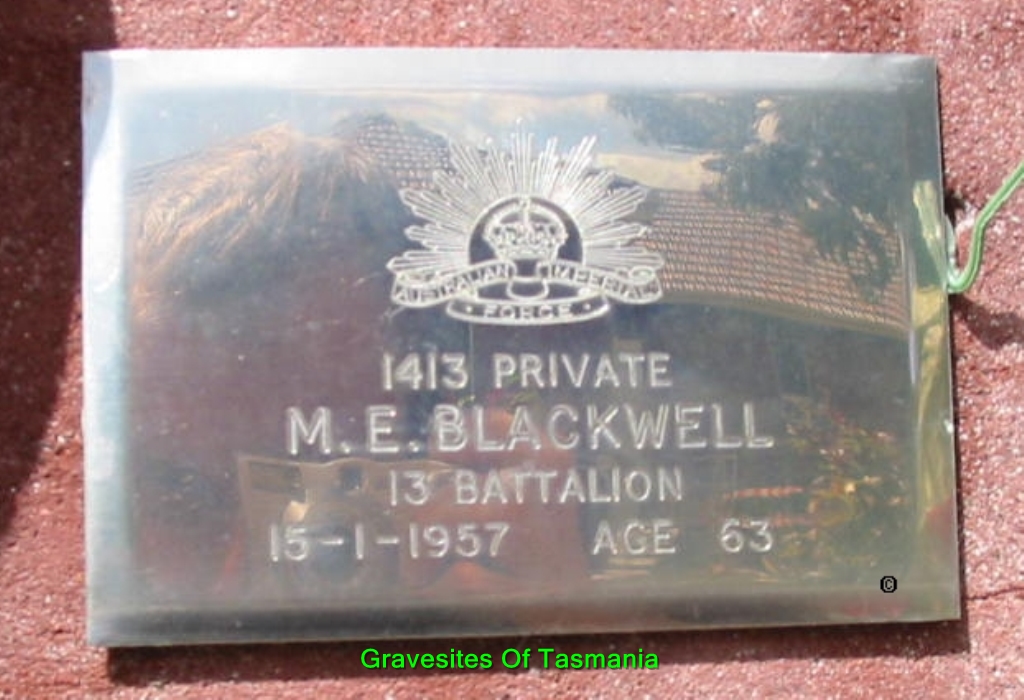 AUSTRALIAN IMPERIAL
FORCE
1413 PRIVATE
M. E. BLACKWELL
13 BATTALION
15-1-1957 AGE 63
©
Gravesites Of Tasmania